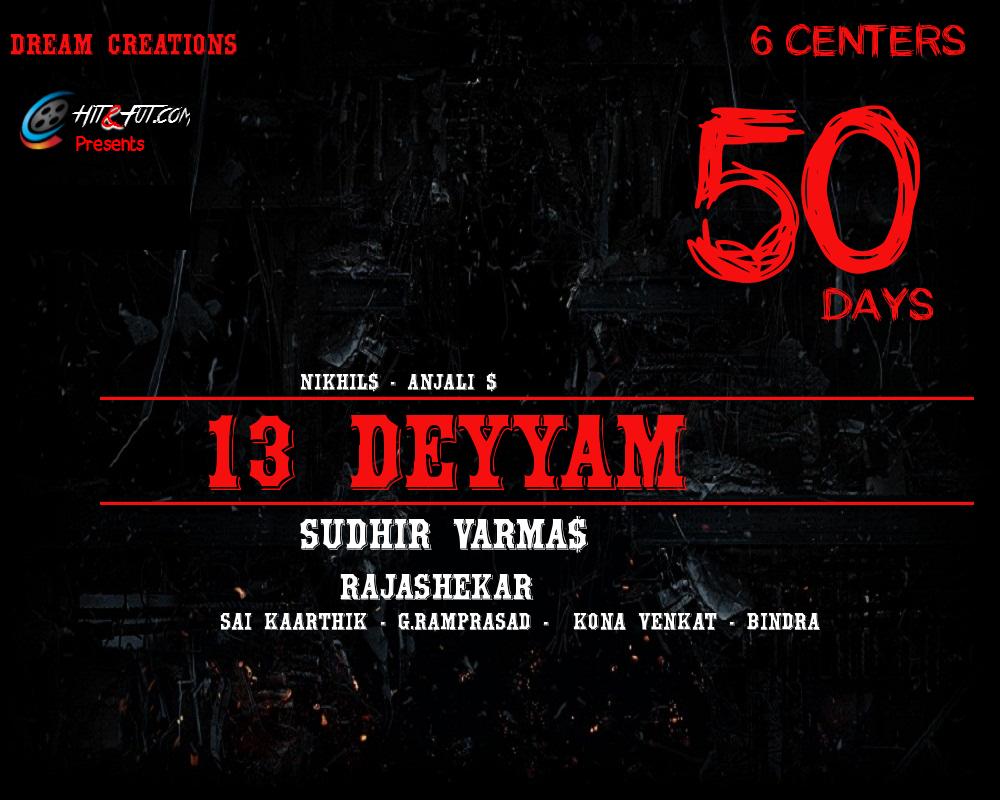 DREAM CREATIONS
6 CENTERS
HIT&FUT.COM
Presents
50
DAYS
NIKHIL$ - ANJALI $
13 DEYYAM
SUDHIR VARMA$
RAJASHEKAR
SAI KAARTHIK - G.RAMPRASAD - KONA VENKAT - BINDRA